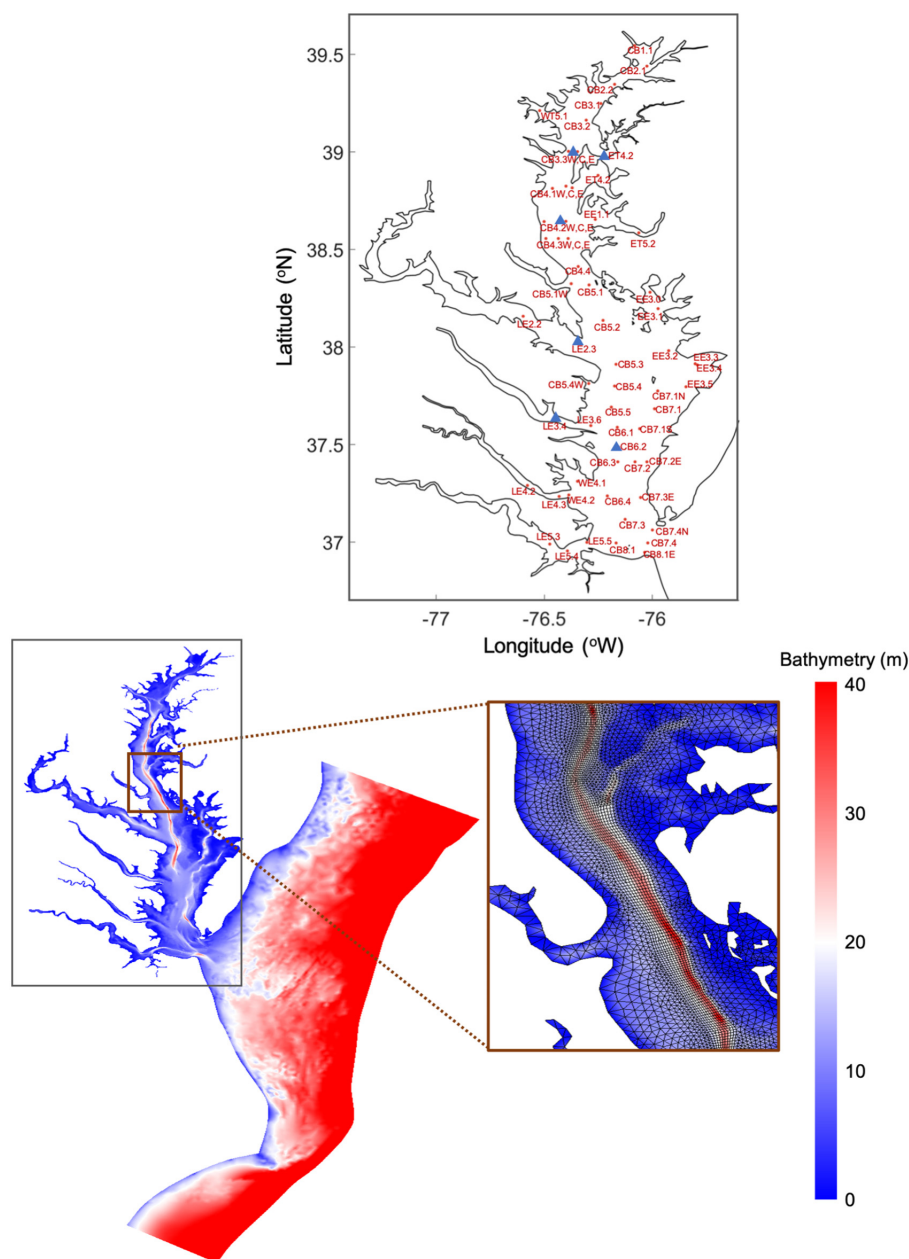 39.5
39
38.5
38
37.5
37
Latitude (°N)
CB1.1
CB2.1
CB2.2
CB3.1
WT5.1
CB3.2
CB3.3W,C,E
ET4.2
ET4.2
CB4.1W,C,E
EE1.1
CB4.2W,C,E
ET5.2
CB4.3W,C,E
CB4.4
CB5.1W
CB5.1
EE3.0
EE3.1
LE2.2
CB5.2
LE2.3
EE3.2
EE3.3
EE3.4
CB5.3
CB5.4W
CB5.4
EE3.5
CB7.1N
CB5.5
CB7.1
LE3.4
LE3.6
CB6.1
CB7.1S
CB6.2
CB6.3
CB7.2
CB7.2E
WE4.1
LE4.2
LE4.3
WE4.2
CB6.4
CB7.3E
CB7.3
CB7.4N
LE5.3
LE5.5
CB8.1
CB7.4
LE5.4
CB8.1E
-77
-76.5
-76
Longitude (°W)
Bathymetry (m)
40
30
20
10
0